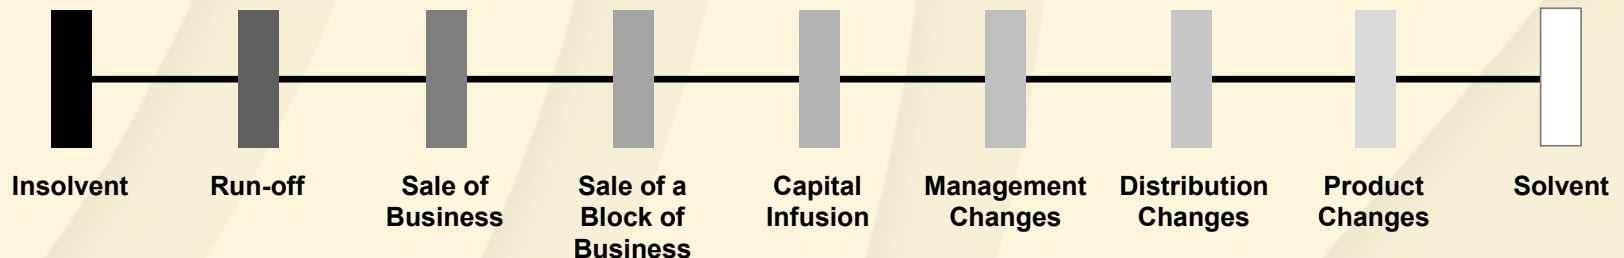 Insolvent
Run-off
Sale of
Business
Sale of a
Block of
Business
Capital
Infusion
Management
Changes
Distribution
Changes
Product
Changes
Solvent